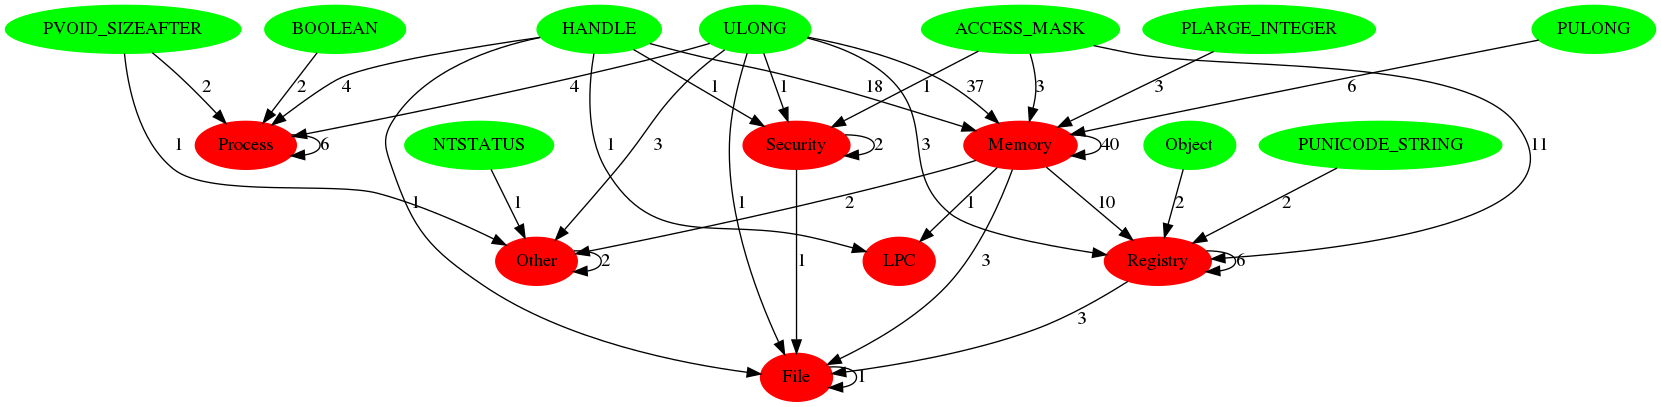 PVOID_SIZEAFTER
BOOLEAN
HANDLE
ULONG
ACCESS_MASK
PLARGE_INTEGER
PULONG
2
2
4
4
1
1
18
37
1
3
3
6
1
NTSTATUS
1
3
3
Object
PUNICODE_STRING
11
Process
6
Security
2
Memory
40
1
1
1
2
1
10
2
2
Other
2
1
LPC
3
Registry
6
3
File
1